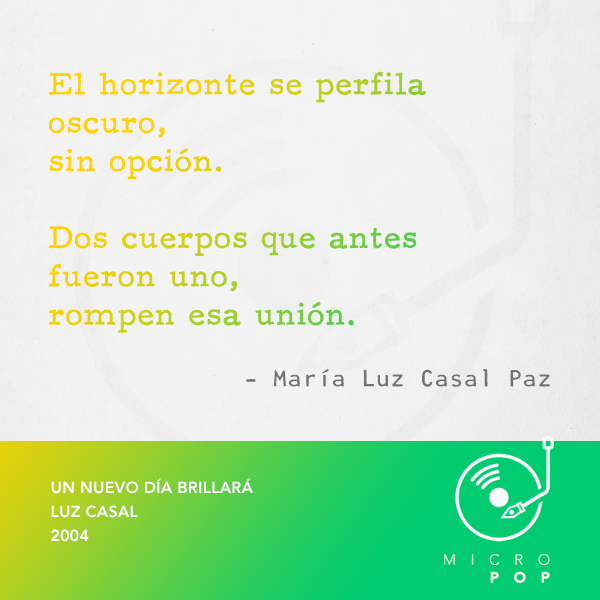 El horizonte se perfila
oscuro,
sin opción.
Dos cuerpos que antes
fueron uno,
rompen esa unión.
- María Luz Casal Paz
UN NUEVO DÍA BRILLARÁ
LUZ CASAL
2004
MICRO
POP